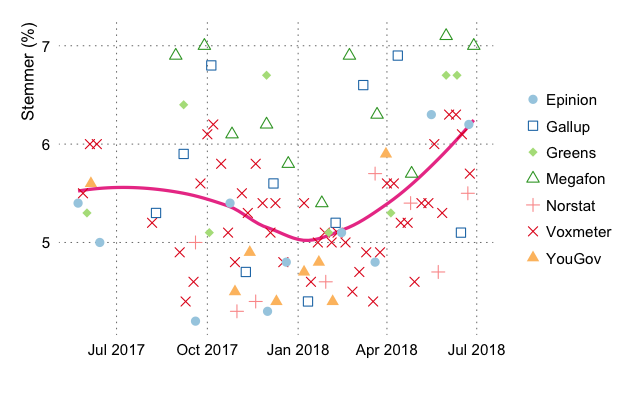 Stemmer (%)
7
6
5
Jul 2017
Oct 2017
Jan 2018
Apr 2018
Jul 2018
Epinion
Gallup
Greens
Megafon
Norstat
Voxmeter
YouGov